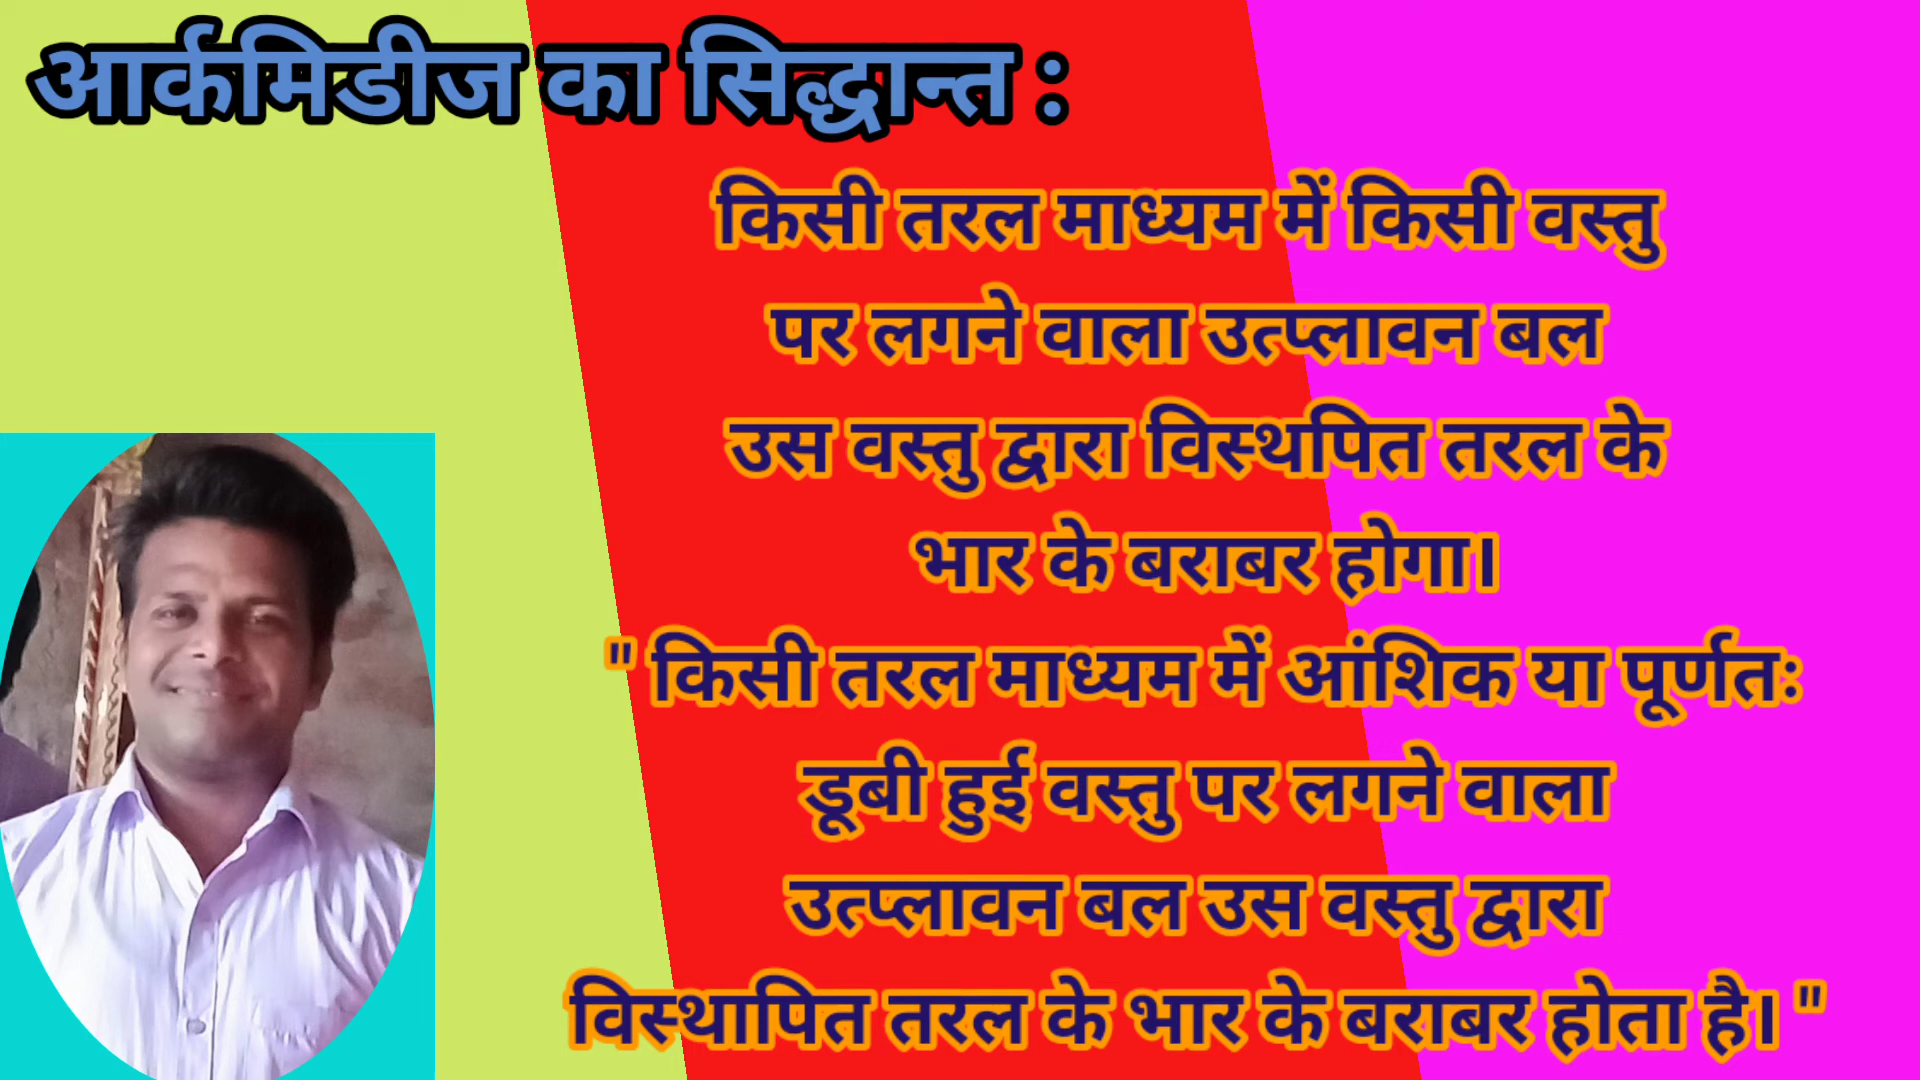 आर्कमिडीज का सिद्धान्त :
किसी तरल माध्यम में किसी वस्तु
पर लगने वाला उत्प्लावन बल
उस वस्तु द्वारा विस्थपित तरल के
भार के बराबर होगा।
" किसी तरल माध्यम में आंशिक या पूर्णतः
डूबी हुई वस्तु पर लगने वाला
उत्प्लावन बल उस वस्तु द्वारा
विस्थापित तरल के भार के बराबर होता है। "